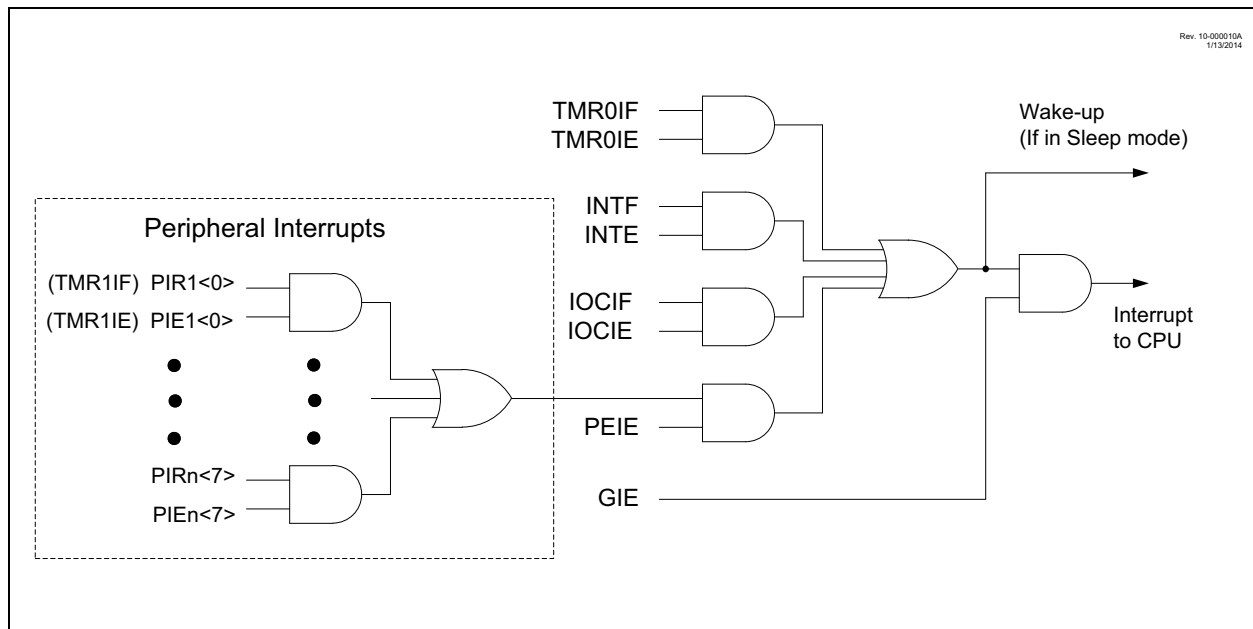 Rev. 10-000010A
1/13/2014
TMR0IF
TMR0IE
Wake-up
(If in Sleep mode)
INTF
INTE
Peripheral Interrupts
(TMR1IF) PIR1<0>
(TMR1IE) PIE1<0>
IOCIF
IOCIE
Interrupt
to CPU
PEIE
PIRn<7>
PIEn<7>
GIE